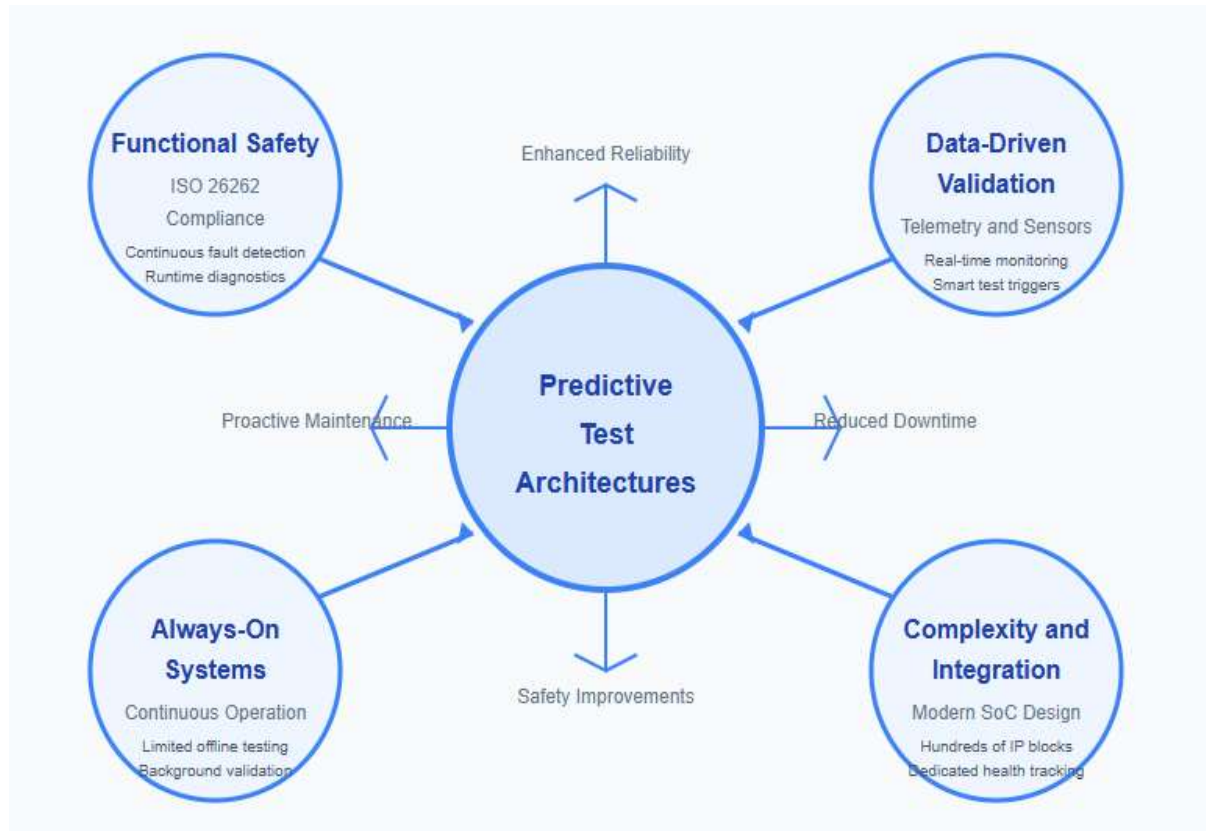 Functional Safety
ISO 26262
Compliance
Continuous fault detection
Runtime diagnostics
Enhanced Reliability
Data-Driven
Validation
Telemetry and Sensors
Real-time monitoring
Smart test triggers
Proactive Maintenance
Predictive
Test
Architectures
Reduced Downtime
Always-On
Systems
Continuous Operation
Limited offline testing
Background validation
Safety Improvements
Complexity and
Integration
Modern SoC Design
Hundreds of IP blocks
Dedicated health tracking